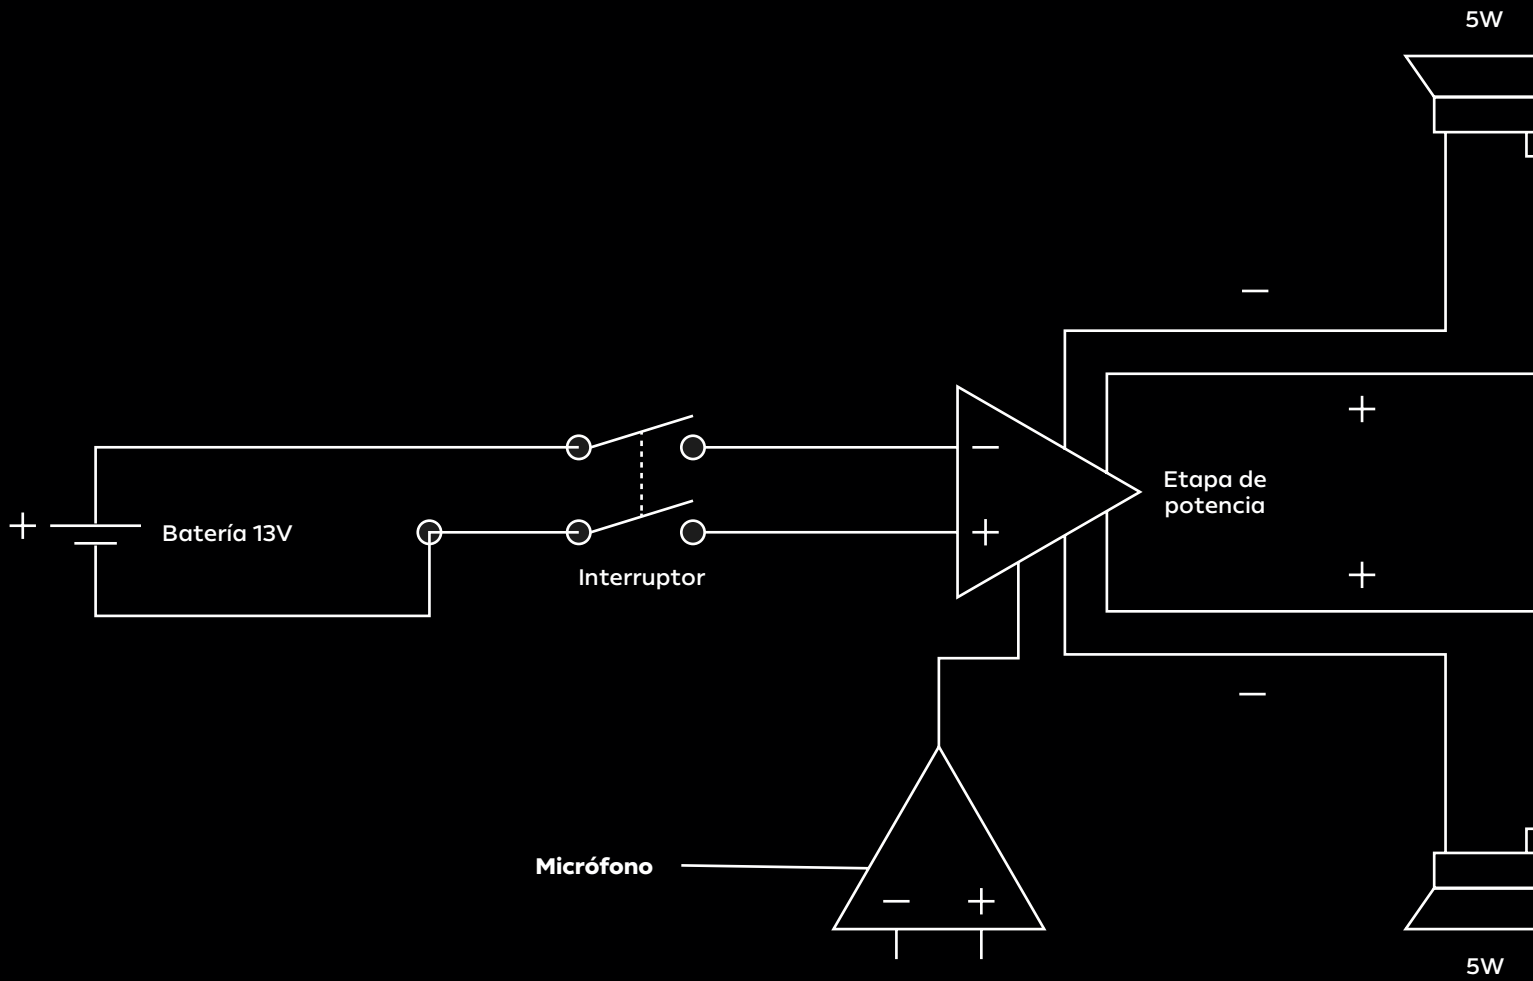 5W
−
+
− 
Etapa de
potencia
+ Batería 13V
+
+
Interruptor
−
Micrófono
− +
5W